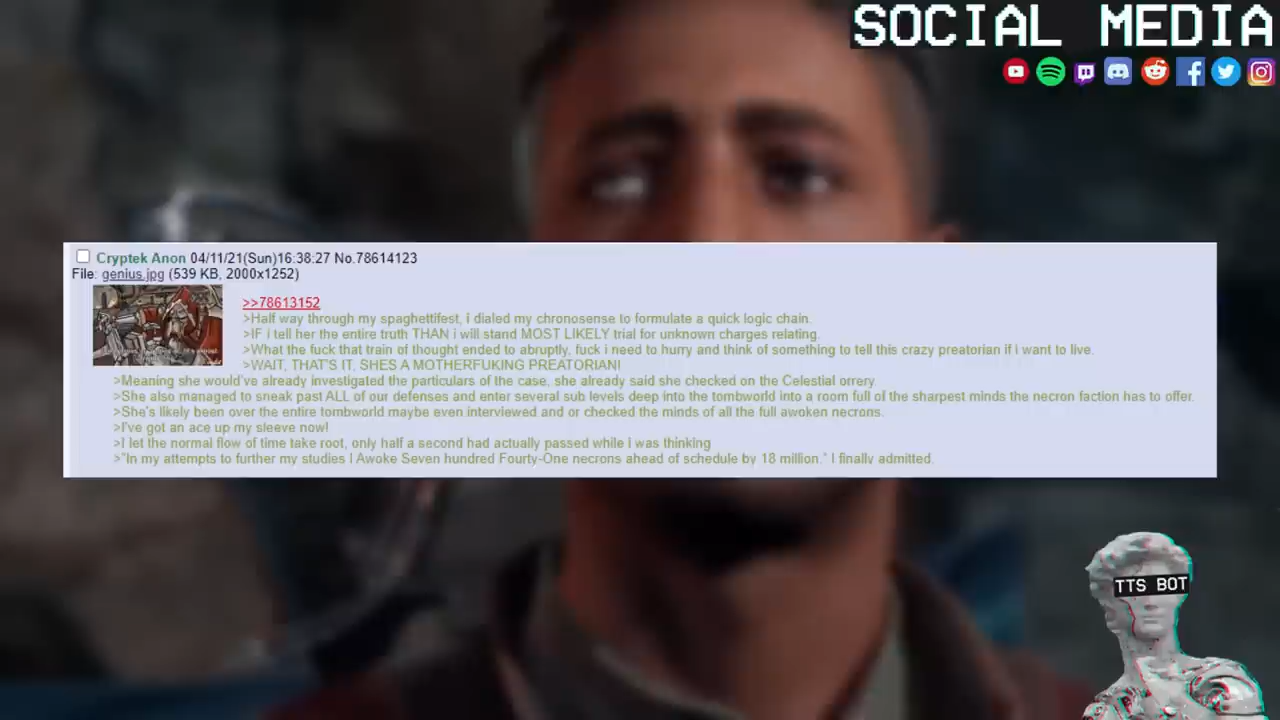 SOCIAL MEDIA
Cryptek Anon 04/11/21(Sun)16:38:27 No.78614123
File: genius.jpg (539 KB, 2000x1252)
>>78613152
>Half way through my spaghettifest, i dialed my chronosense to formulate a quick logic chain.
>IF i tell her the entire truth THAN i will stand MOST LIKELY trial for unknown charges relating.
>What the fuck that train of thought ended to abruptly, fuck i need to hurry and think of something to tell this crazy preatorian if i want to live.
>WAIT, THAT'S IT, SHES A MOTHERFUKING PREATORIAN!
>Meaning she would've already investigated the particulars of the case, she already said she checked on the Celestial orrery
>She also managed to sneak past ALL of our defenses and enter several sub levels deep into the tombworld into a room full of the sharpest minds the necron faction has to offer.
>She's likely been over the entire tombworld maybe even interviewed and or checked the minds of all the full awoken necrons.
>I've got an ace up my sleeve now!
>I let the normal flow of time take root, only half a second had actually passed while I was thinking
>"In my attempts to further my studies I Awoke Seven hundred Fourty-One necrons ahead of schedule by 18 million." I finally admitted.
TTS BOT